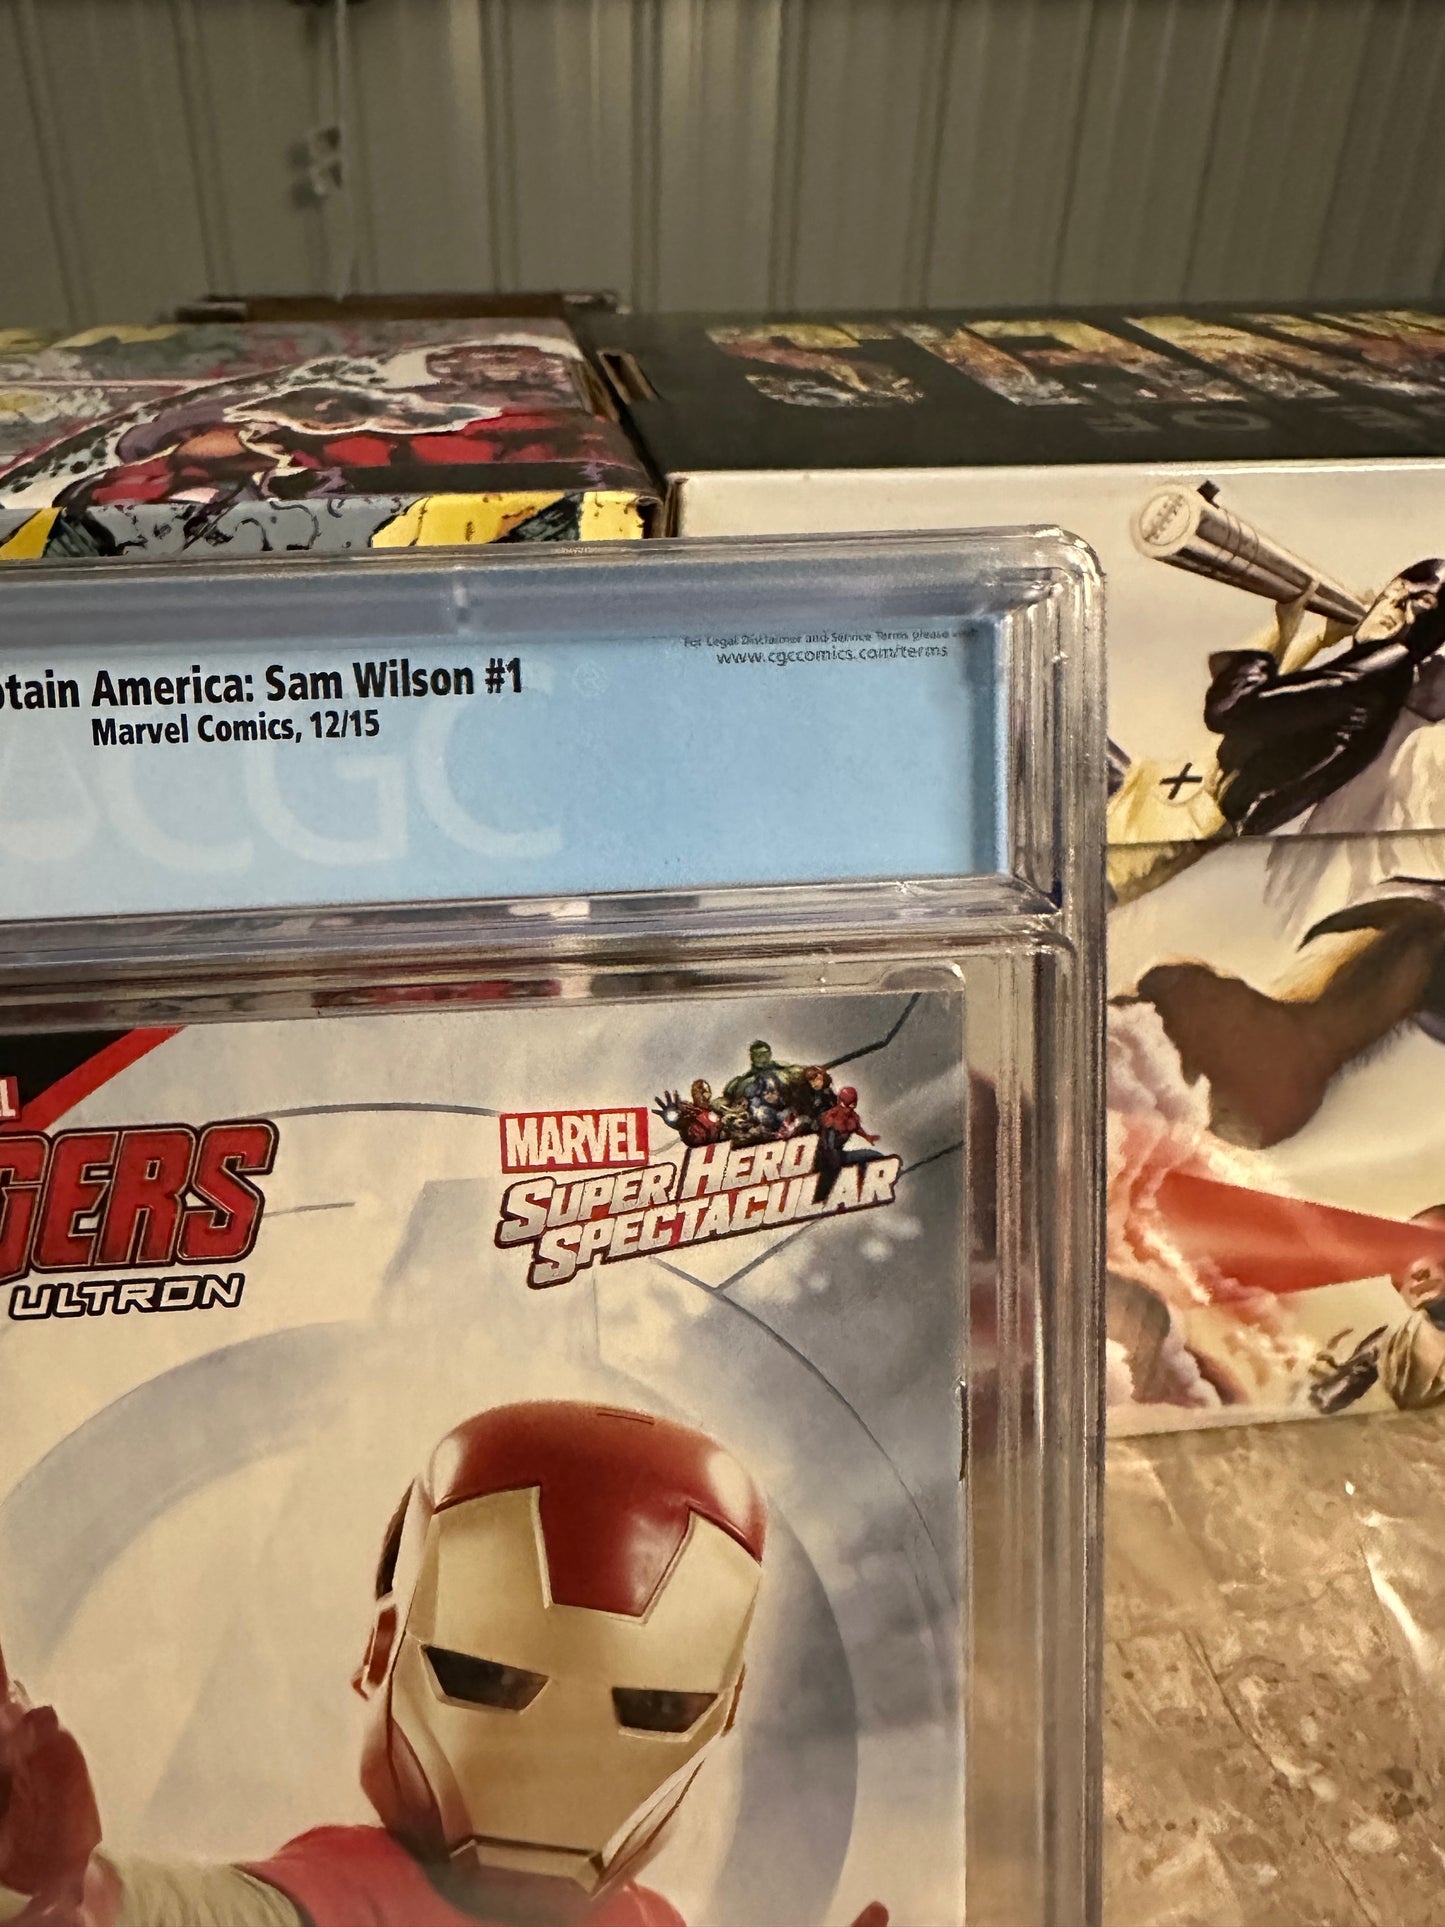 For Legal Disclaimer and Service Terms please visit
www.cgccomics.com/terms
ptain America: Sam Wilson #1
Marvel Comics, 12/15
CGC
EL
GERS
ULTRON
MARVEL
SUPER HERO
SPECTACULAR